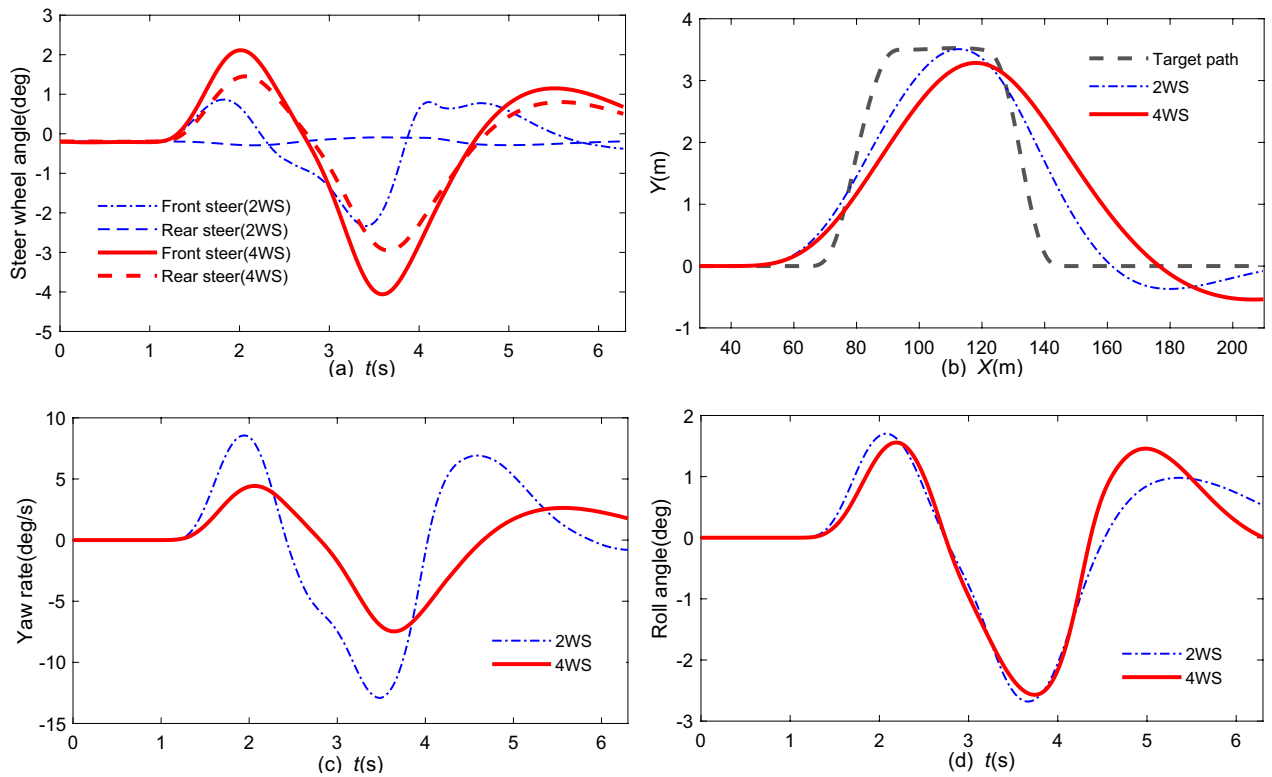 3
2
1
0
-1
-2
-3
-4
-5
Steer wheel angle(deg)
Front steer(2WS)
Rear steer(2WS)
Front steer(4WS)
Rear steer(4WS)
0 1 2 3 4 5 6
(a) t(s)
4
3
2
1
0
-1
Y(m)
Target path
2WS
4WS
40 60 80 100 120 140 160 180 200
(b) X(m)
10
5
0
-5
-10
-15
Yaw rate(deg/s)
2WS
4WS
0 1 2 3 4 5 6
(c) t(s)
2
1
0
-1
-2
-3
Roll angle(deg)
2WS
4WS
0 1 2 3 4 5 6
(d) t(s)